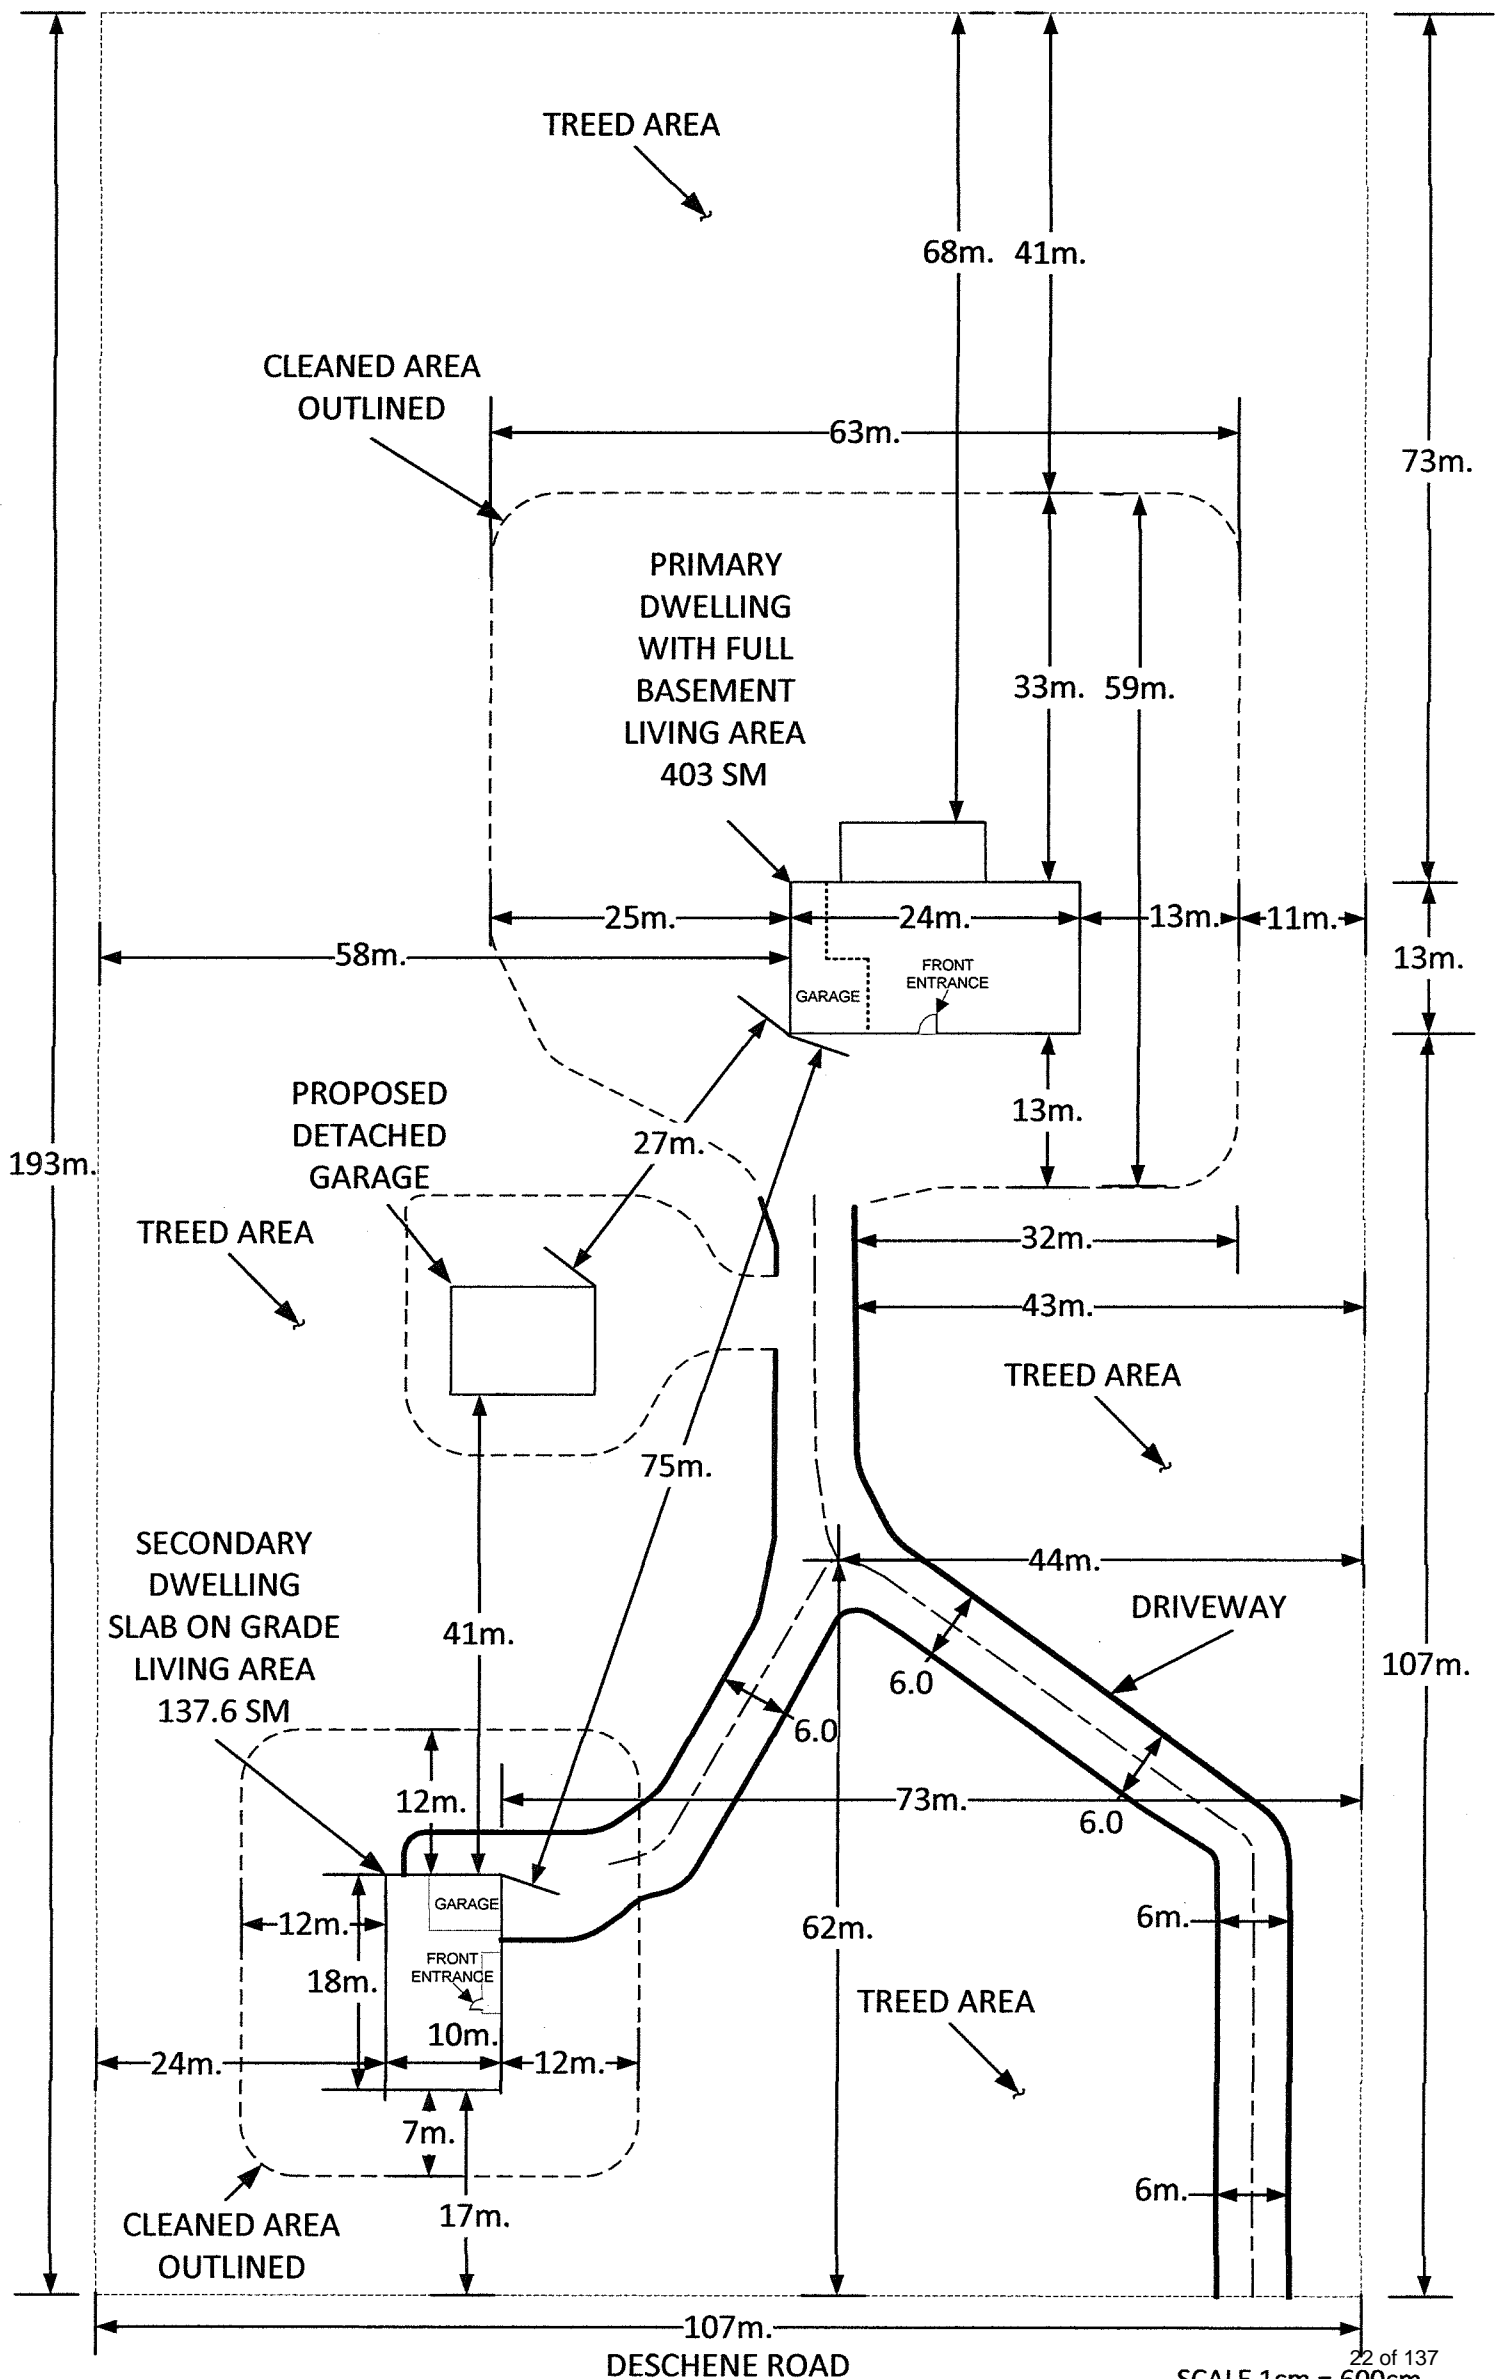 TREED AREA
68m.
41m.
CLEANED AREA
OUTLINED
63m.
73m.
PRIMARY
DWELLING
WITH FULL
BASEMENT
LIVING AREA
403 SM
33m.
59m.
25m.
24m.
13m.
11m.
58m.
13m.
FRONT
ENTRANCE
GARAGE
PROPOSED
DETACHED
GARAGE
13m.
27m.
193m.
TREED AREA
32m.
43m.
TREED AREA
75m.
SECONDARY
DWELLING
SLAB ON GRADE
LIVING AREA
137.6 SM
44m.
DRIVEWAY
41m.
107m.
6.0
6.0
12m.
73m.
6.0
GARAGE
12m.
62m.
6m.
FRONT
ENTRANCE
18m.
TREED AREA
10m.
24m.
12m.
7m.
6m.
17m.
CLEANED AREA
OUTLINED
107m.
DESCHENE ROAD
22 of 137
SCALE 1cm = 600cm